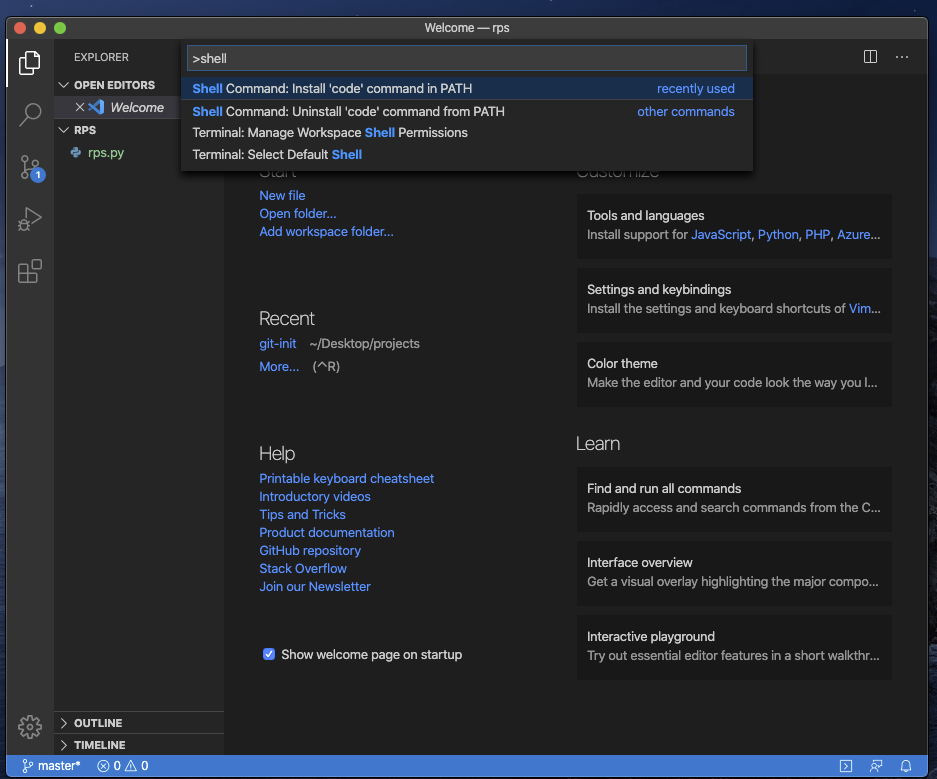 Welcome — rps
EXPLORER
OPEN EDITORS
Welcome
RPS
rps.py
1
>shell
Shell Command: Install 'code' command in PATH recently used
Shell Command: Uninstall 'code' command from PATH other commands
Terminal: Manage Workspace Shell Permissions
Terminal: Select Default Shell
Start
New file
Open folder...
Add workspace folder...
Recent
git-init ~/Desktop/projects
More... (^R)
Help
Printable keyboard cheatsheet
Introductory videos
Tips and Tricks
Product documentation
GitHub repository
Stack Overflow
Join our Newsletter
Show welcome page on startup
Customize
Tools and languages
Install support for JavaScript, Python, PHP, Azure...
Settings and keybindings
Install the settings and keyboard shortcuts of Vim...
Color theme
Make the editor and your code look the way you l...
Learn
Find and run all commands
Rapidly access and search commands from the C...
Interface overview
Get a visual overlay highlighting the major compo...
Interactive playground
Try out essential editor features in a short walkthr...
OUTLINE
TIMELINE
master* 0 0